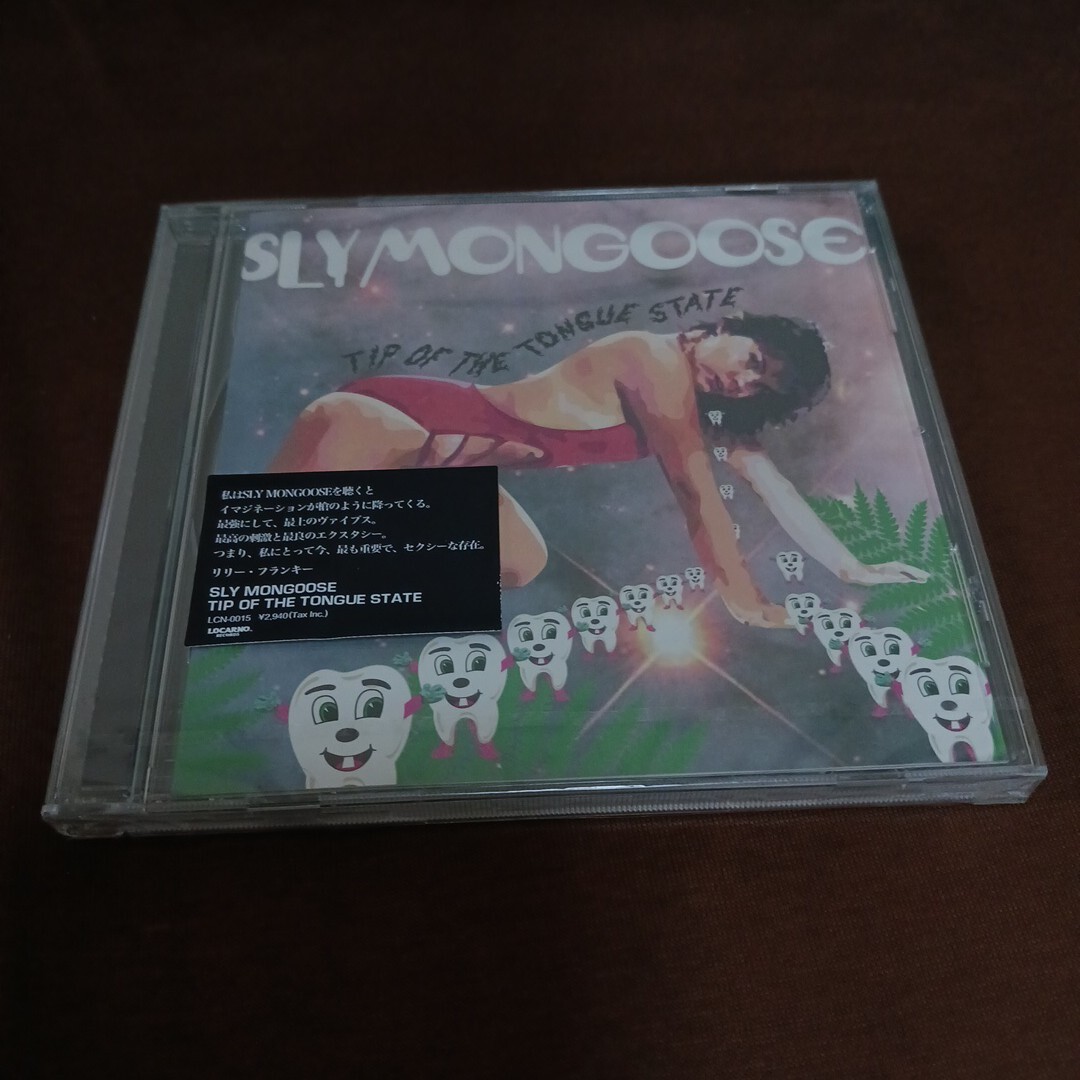 SLY MONGOOSE
TIP OF THE TONGUE STATE
私はSLY MONGOOSEを聴くと
イマジネーションが槍のように降ってくる。
最強にして、最上のヴァイブス。
最高の刺激と最良のエクスタシー。
つまり、私にとって今、最も重要で、セクシーな存在。
リリー・フランキー
SLY MONGOOSE
TIP OF THE TONGUE STATE
LCN-0015 ¥2,940(Tax Inc.)
LOCARNO.
RECORDS